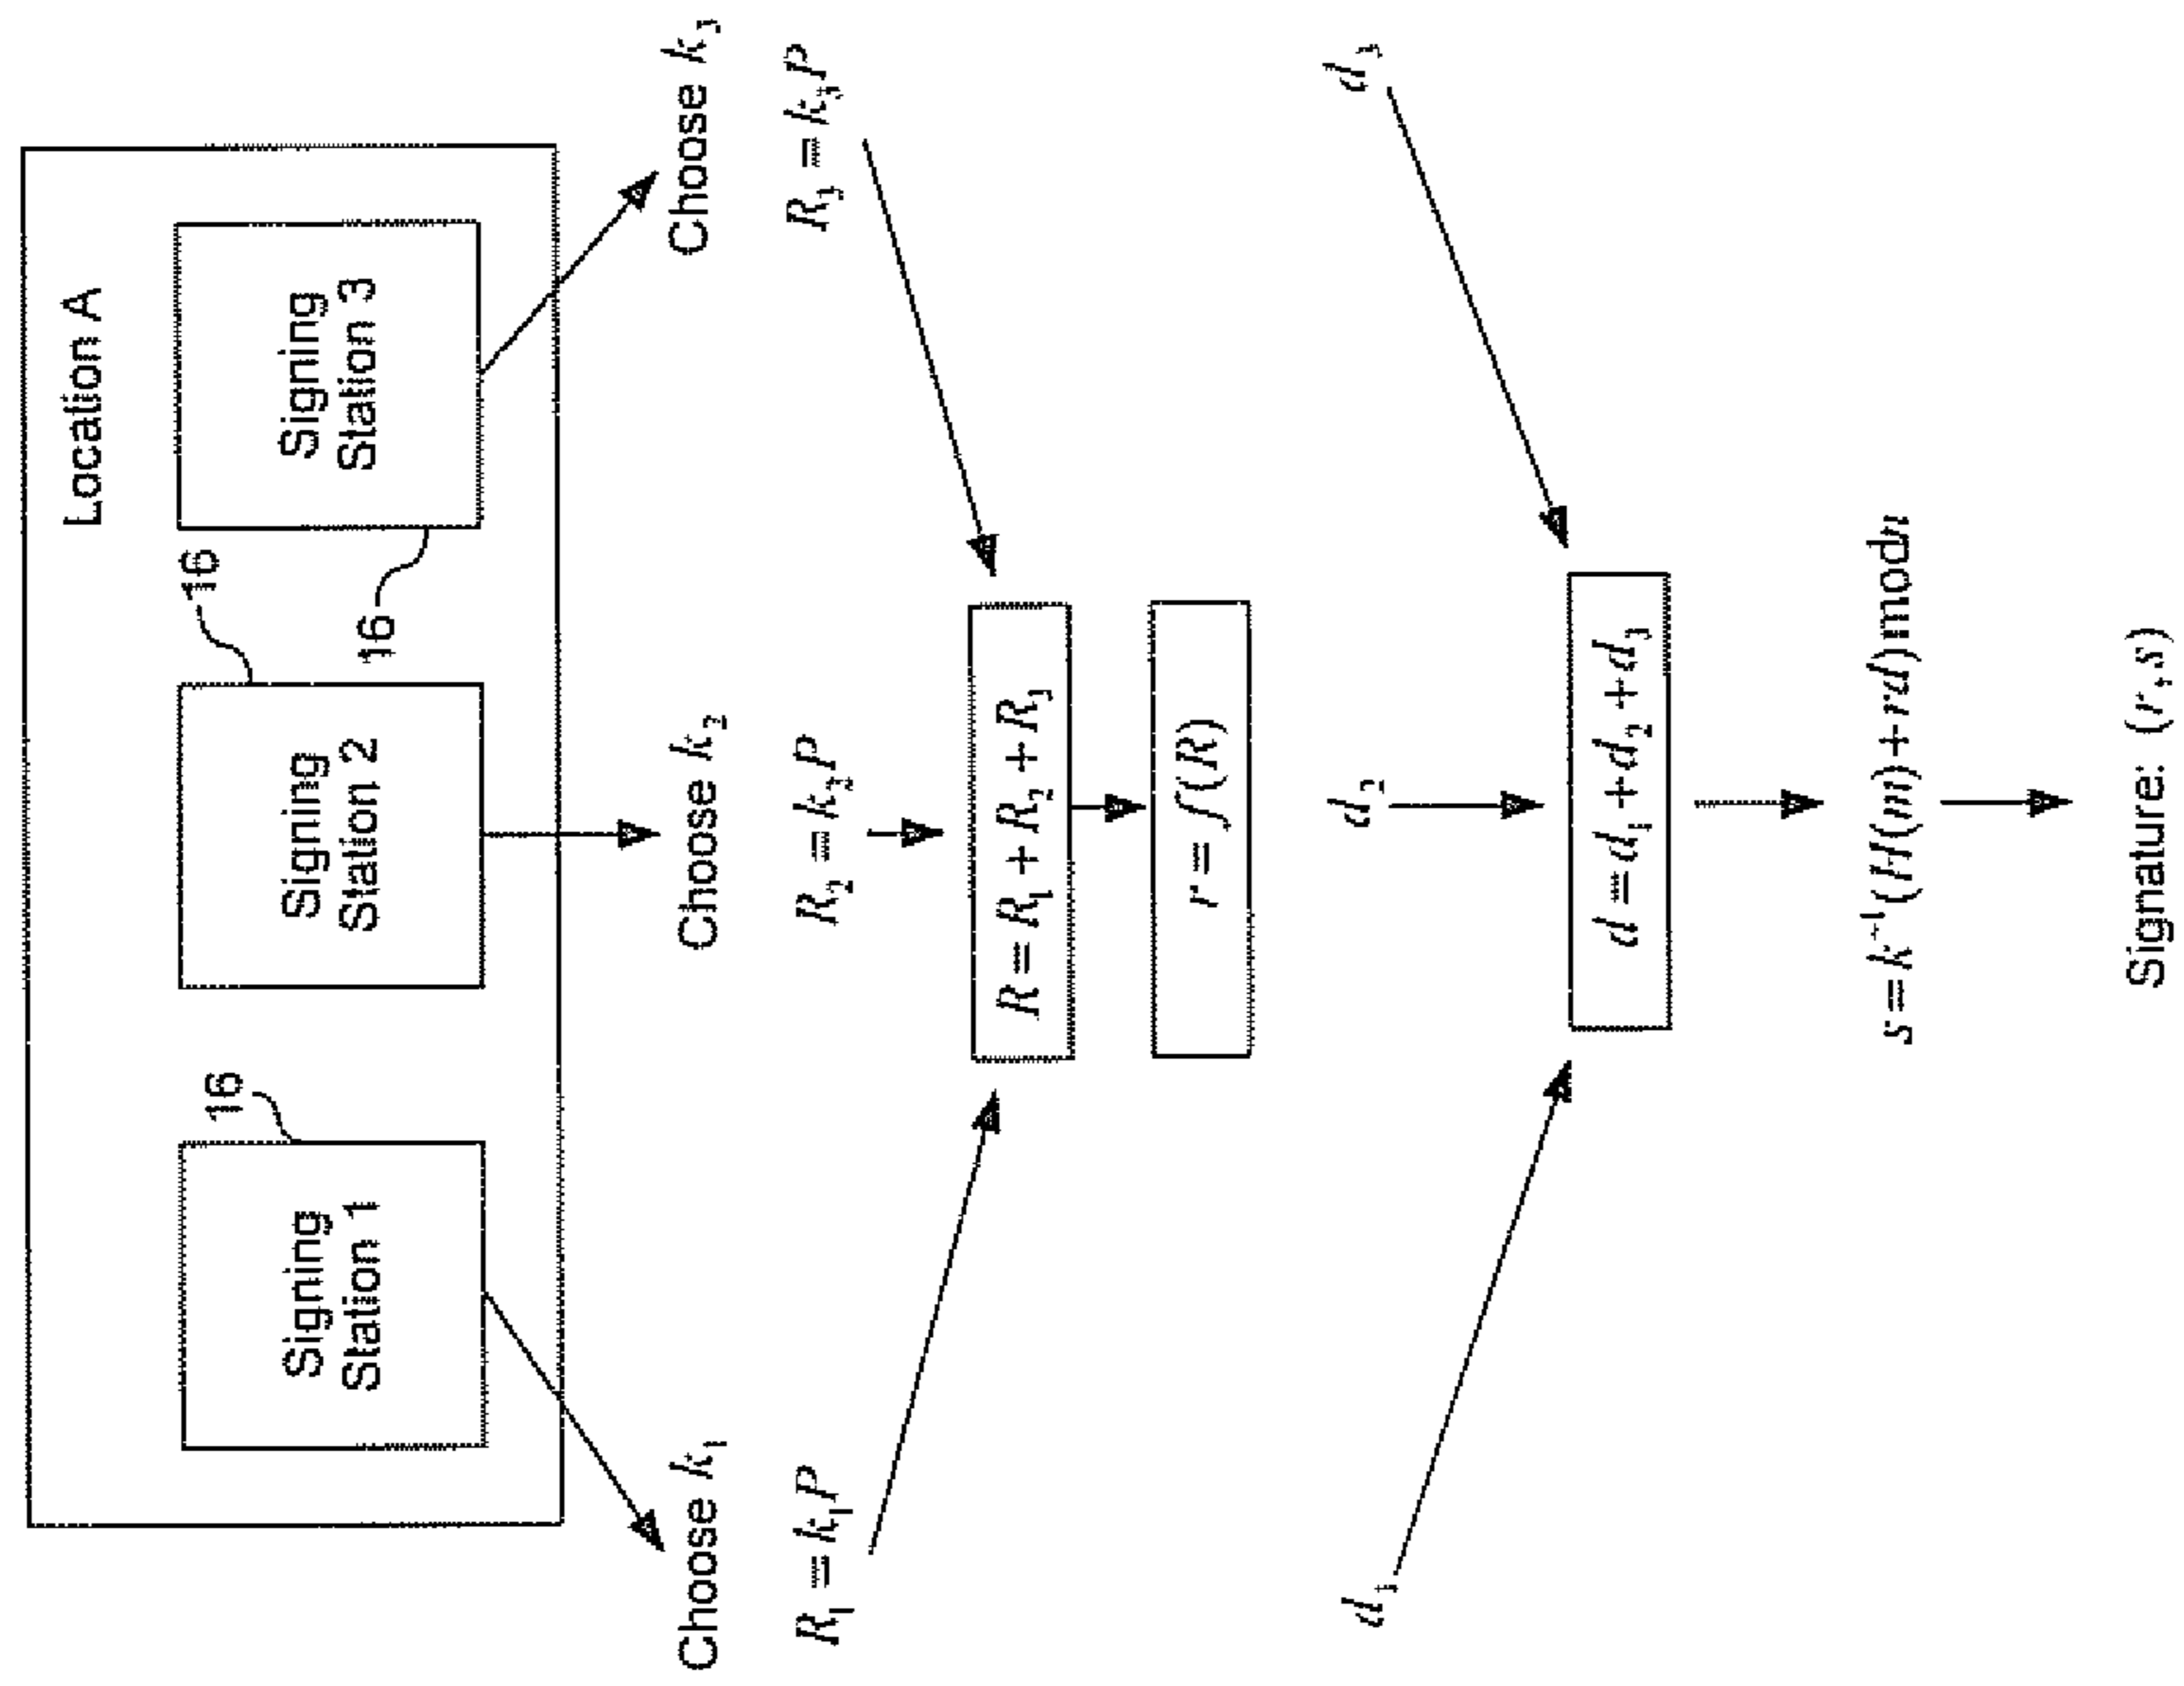 Location A
Signing
Station 1
16
Signing
Station 2
16
Signing
Station 3
16
Choose k₁
Choose k₂
Choose k₃
R₁ = k₁P
R₂ = k₂P
R₃ = k₃P
R = R₁ + R₂ + R₃
r = f(R)
d₁
d₂
d₃
d = d₁ + d₂ + d₃
s = k⁻¹(H(m) + rd) mod n
Signature: (r, s)